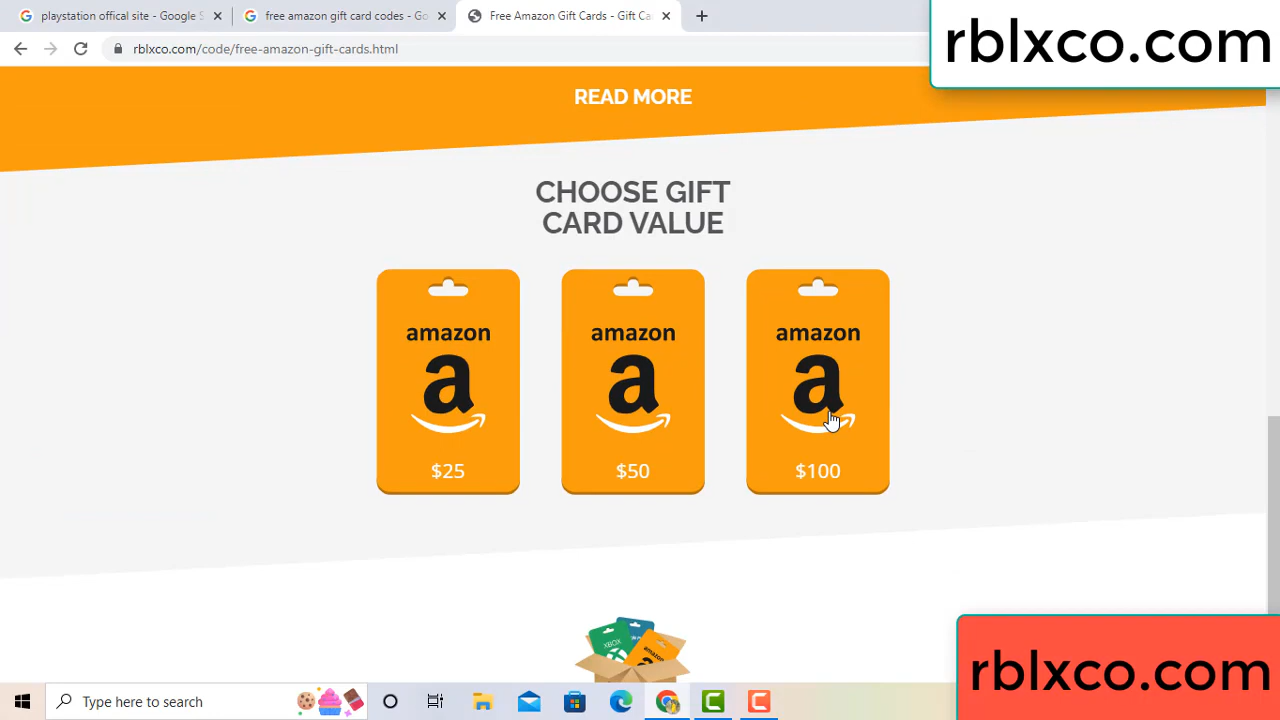 playstation offical site - Google S
free amazon gift card codes - Go
Free Amazon Gift Cards - Gift Ca
rblxco.com/code/free-amazon-gift-cards.html
rblxco.com
READ MORE
CHOOSE GIFT
CARD VALUE
amazon amazon amazon
a a a
$25 $50 $100
XBOX
rblxco.com
Type here to search